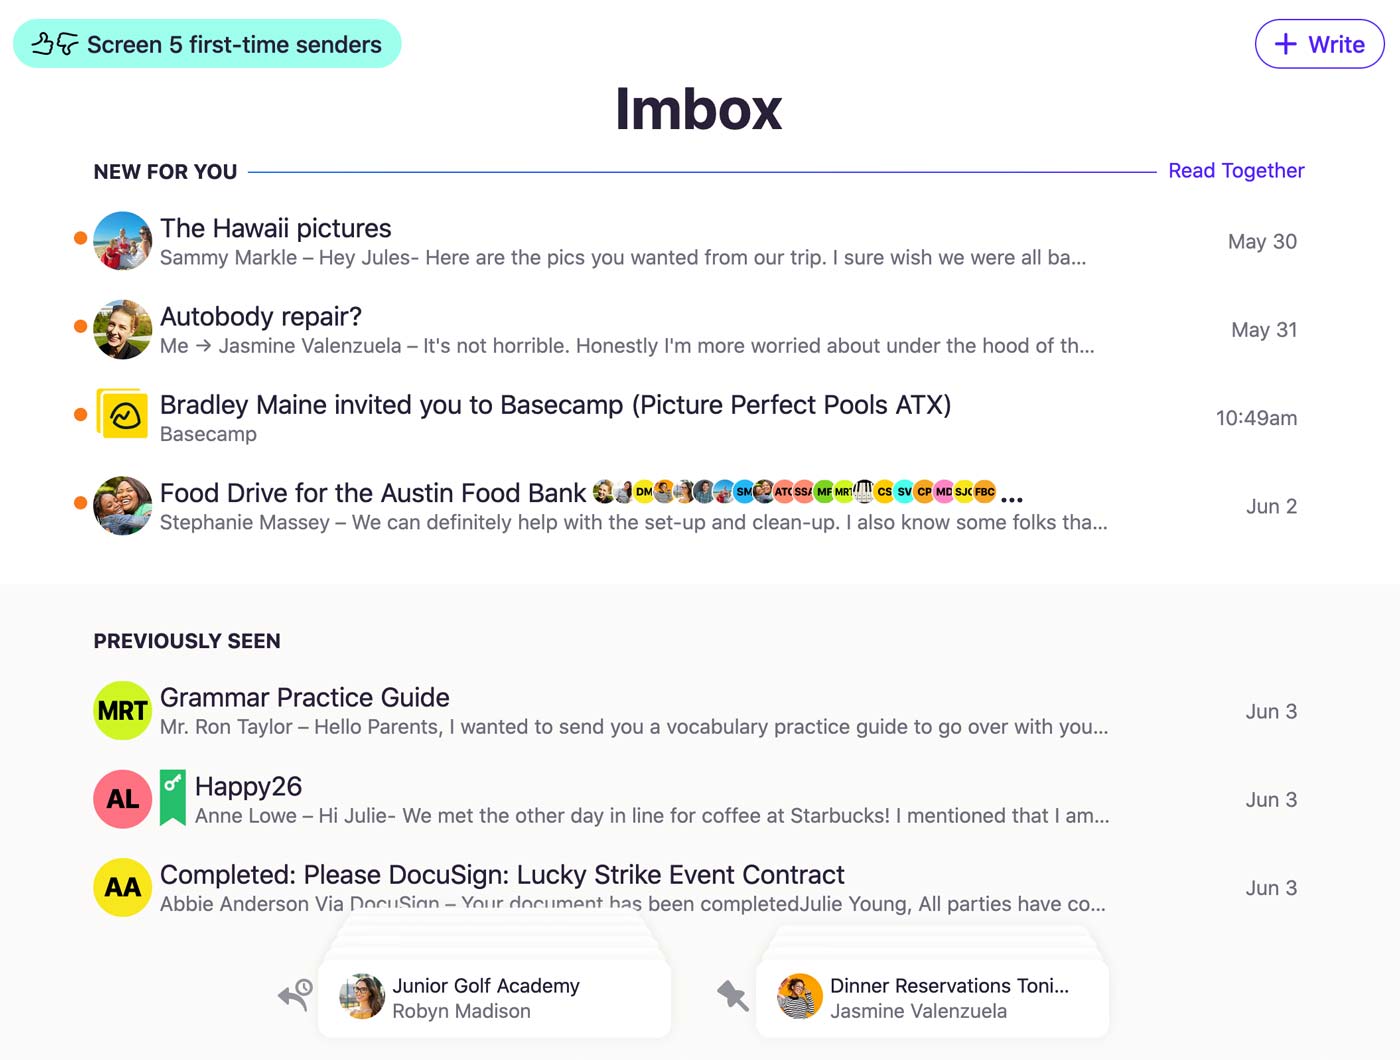 Screen 5 first-time senders
+ Write
Imbox
NEW FOR YOU
Read Together
The Hawaii pictures
Sammy Markle – Hey Jules- Here are the pics you wanted from our trip. I sure wish we were all ba...
May 30
Autobody repair?
Me → Jasmine Valenzuela – It's not horrible. Honestly I'm more worried about under the hood of th...
May 31
Bradley Maine invited you to Basecamp (Picture Perfect Pools ATX)
Basecamp
10:49am
Food Drive for the Austin Food Bank DM SM ATC SSA MF MRT CS SV CP MD SJC FBC ...
Stephanie Massey – We can definitely help with the set-up and clean-up. I also know some folks tha...
Jun 2
PREVIOUSLY SEEN
MRT
Grammar Practice Guide
Mr. Ron Taylor – Hello Parents, I wanted to send you a vocabulary practice guide to go over with you...
Jun 3
AL
Happy26
Anne Lowe – Hi Julie- We met the other day in line for coffee at Starbucks! I mentioned that I am...
Jun 3
AA
Completed: Please DocuSign: Lucky Strike Event Contract
Abbie Anderson Via DocuSign – Your document has been completedJulie Young, All parties have co...
Jun 3
Junior Golf Academy
Robyn Madison
Dinner Reservations Toni...
Jasmine Valenzuela